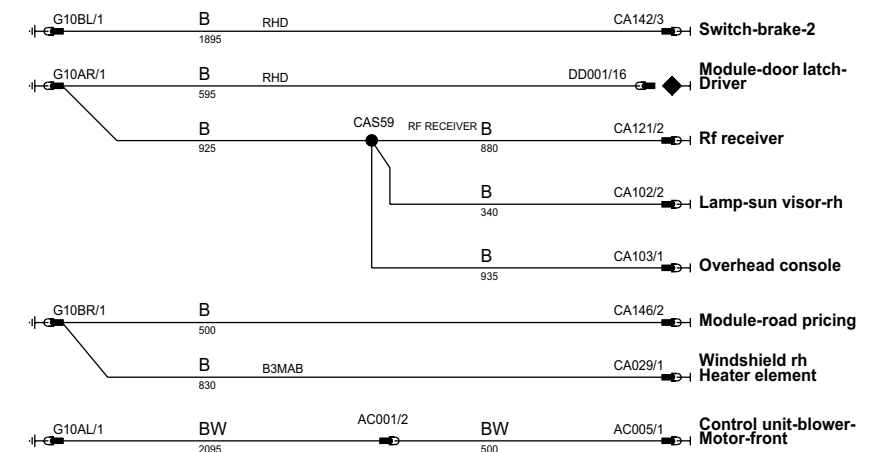 G10BL/1 B RHD CA142/3 Switch-brake-2
1895
G10AR/1 B RHD DD001/16 Module-door latch-
Driver
595
B CAS59 RF RECEIVER B CA121/2 Rf receiver
925 880
B CA102/2 Lamp-sun visor-rh
340
B CA103/1 Overhead console
935
G10BR/1 B CA146/2 Module-road pricing
500
B B3MAB CA029/1 Windshield rh
Heater element
830
G10AL/1 BW AC001/2 BW AC005/1 Control unit-blower-
Motor-front
2095 500